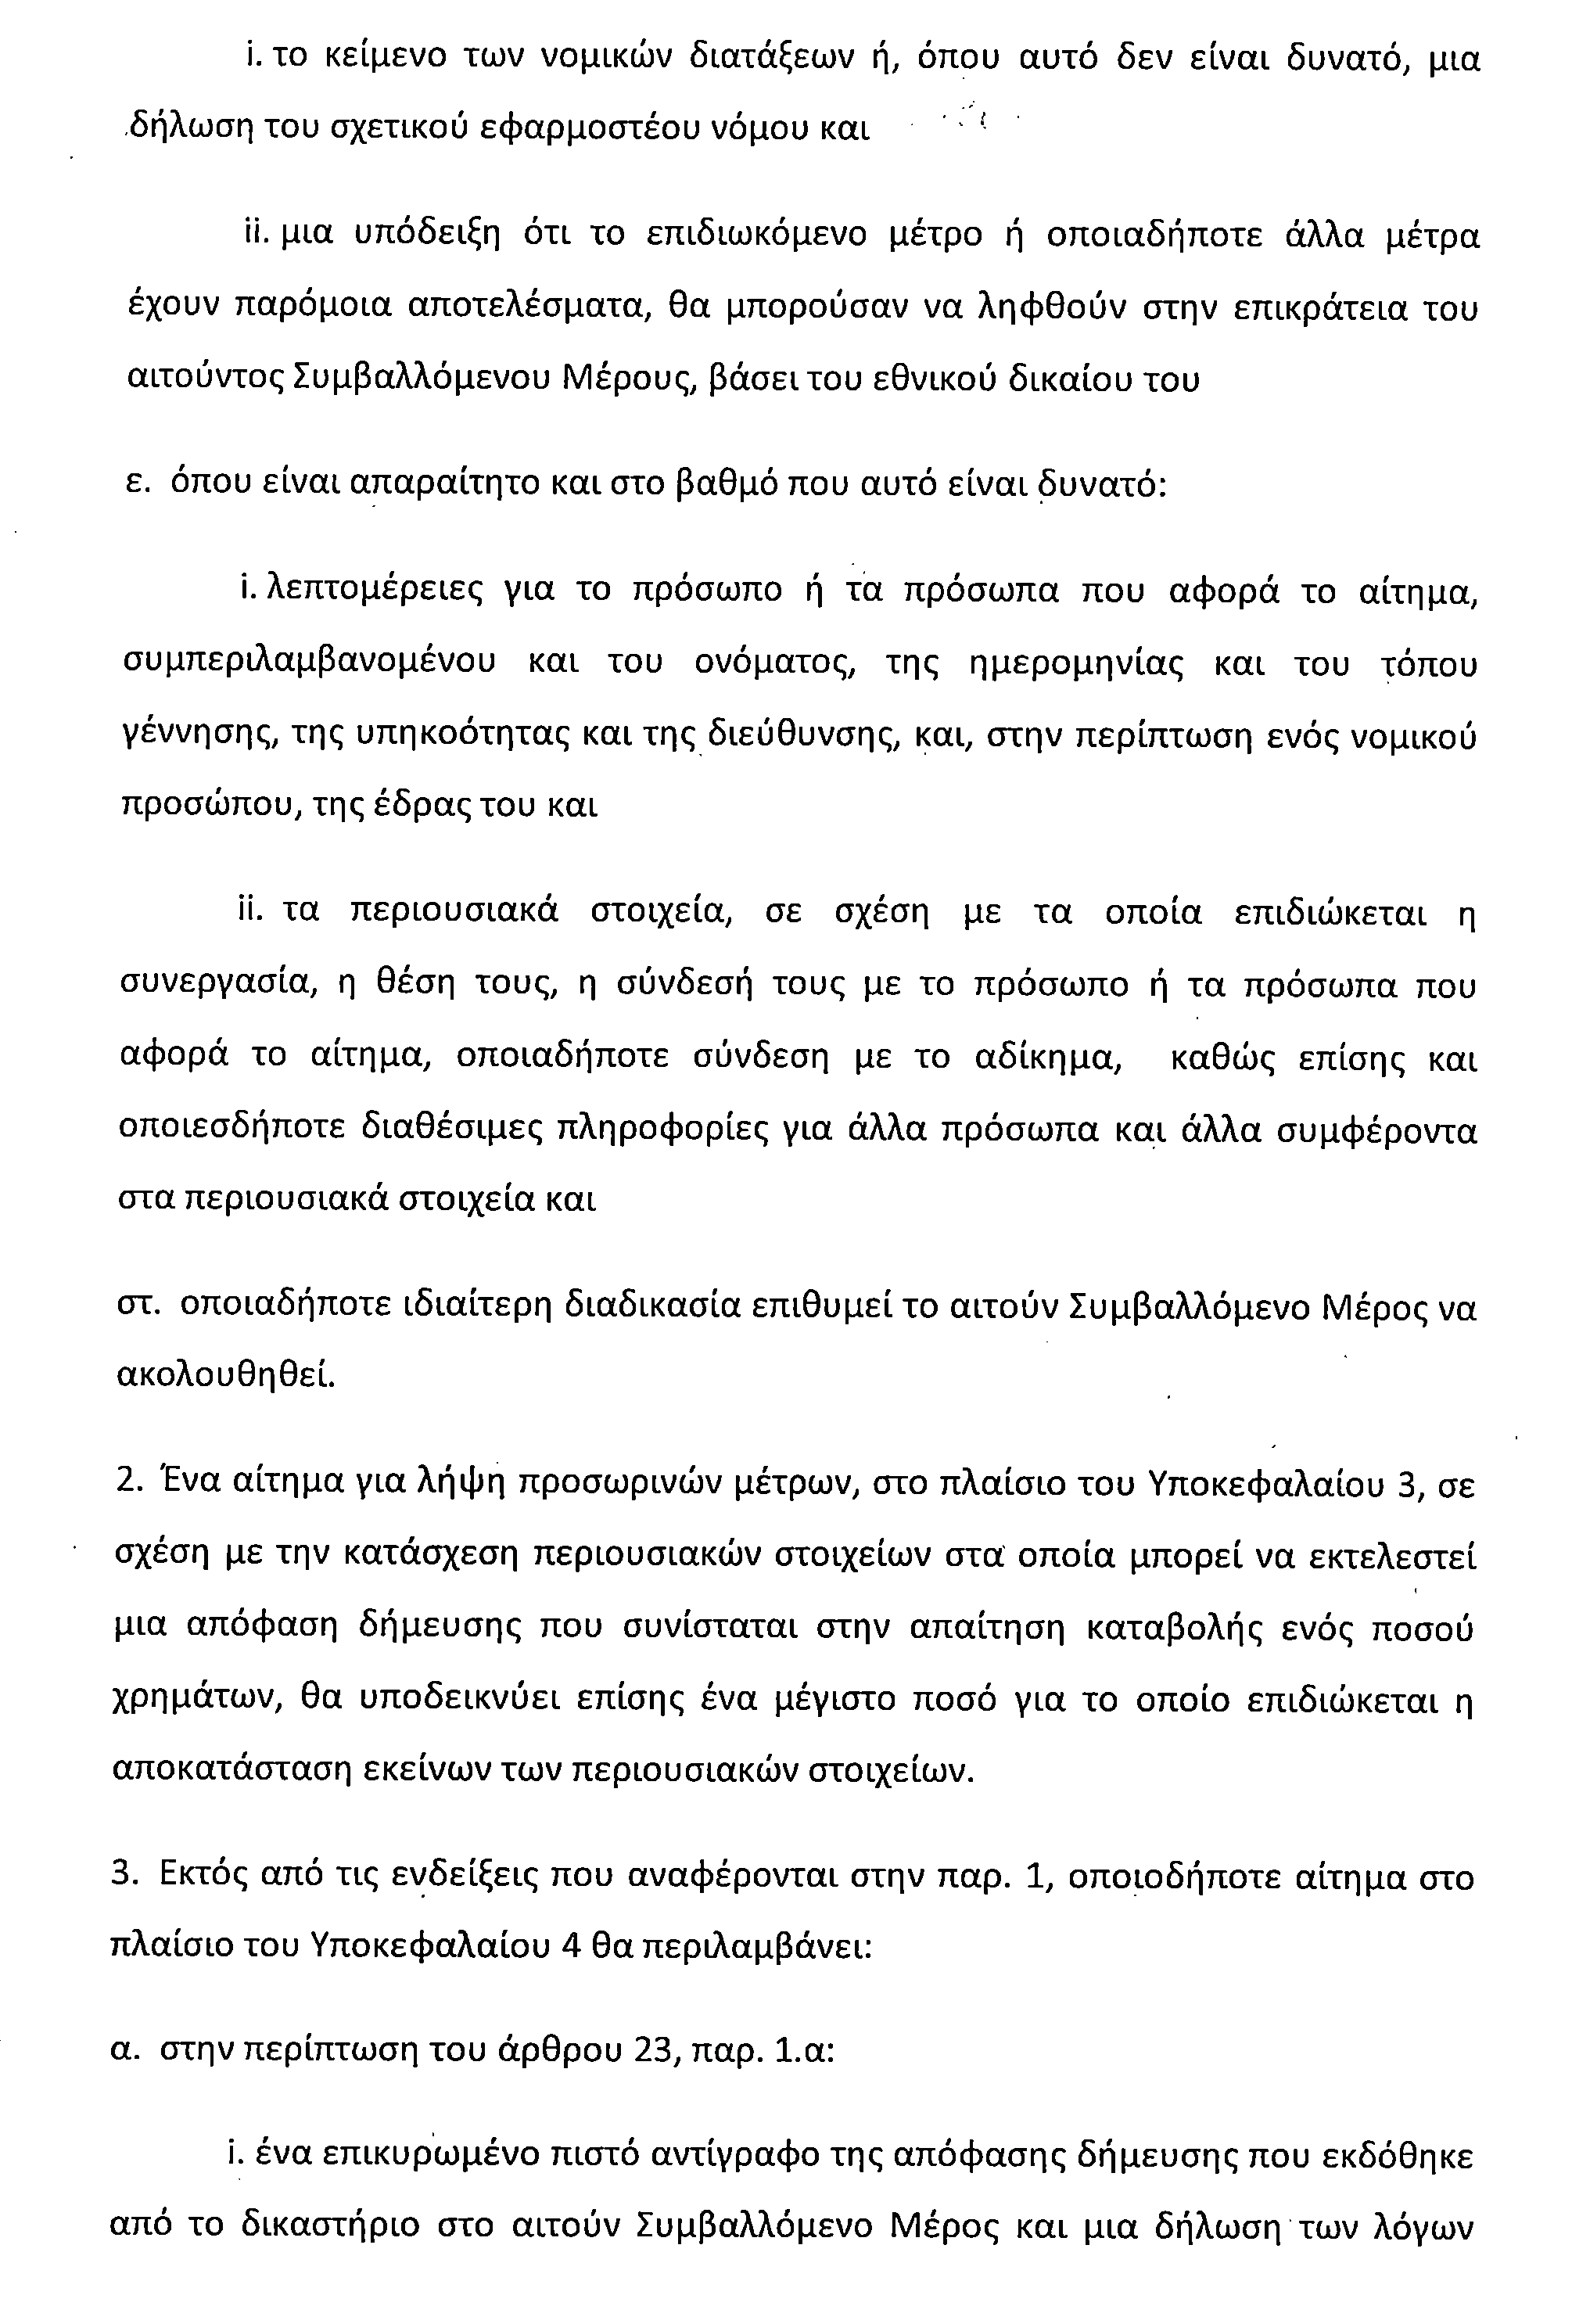 i. το κείμενο των νομικών διατάξεων ή, όπου αυτό δεν είναι δυνατό, μια
δήλωση του σχετικού εφαρμοστέου νόμου και
ii. μια υπόδειξη ότι το επιδιωκόμενο μέτρο ή οποιαδήποτε άλλα μέτρα
έχουν παρόμοια αποτελέσματα, θα μπορούσαν να ληφθούν στην επικράτεια του
αιτούντος Συμβαλλόμενου Μέρους, βάσει του εθνικού δικαίου του
ε. όπου είναι απαραίτητο και στο βαθμό που αυτό είναι δυνατό:
i. λεπτομέρειες για το πρόσωπο ή τα πρόσωπα που αφορά το αίτημα,
συμπεριλαμβανομένου και του ονόματος, της ημερομηνίας και του τόπου
γέννησης, της υπηκοότητας και της διεύθυνσης, και, στην περίπτωση ενός νομικού
προσώπου, της έδρας του και
ii. τα περιουσιακά στοιχεία, σε σχέση με τα οποία επιδιώκεται η
συνεργασία, η θέση τους, η σύνδεσή τους με το πρόσωπο ή τα πρόσωπα που
αφορά το αίτημα, οποιαδήποτε σύνδεση με το αδίκημα, καθώς επίσης και
οποιεσδήποτε διαθέσιμες πληροφορίες για άλλα πρόσωπα και άλλα συμφέροντα
στα περιουσιακά στοιχεία και
στ. οποιαδήποτε ιδιαίτερη διαδικασία επιθυμεί το αιτούν Συμβαλλόμενο Μέρος να
ακολουθηθεί.
2. Ένα αίτημα για λήψη προσωρινών μέτρων, στο πλαίσιο του Υποκεφαλαίου 3, σε
σχέση με την κατάσχεση περιουσιακών στοιχείων στα οποία μπορεί να εκτελεστεί
μια απόφαση δήμευσης που συνίσταται στην απαίτηση καταβολής ενός ποσού
χρημάτων, θα υποδεικνύει επίσης ένα μέγιστο ποσό για το οποίο επιδιώκεται η
αποκατάσταση εκείνων των περιουσιακών στοιχείων.
3. Εκτός από τις ενδείξεις που αναφέρονται στην παρ. 1, οποιοδήποτε αίτημα στο
πλαίσιο του Υποκεφαλαίου 4 θα περιλαμβάνει:
α. στην περίπτωση του άρθρου 23, παρ. 1.α:
i. ένα επικυρωμένο πιστό αντίγραφο της απόφασης δήμευσης που εκδόθηκε
από το δικαστήριο στο αιτούν Συμβαλλόμενο Μέρος και μια δήλωση των λόγων